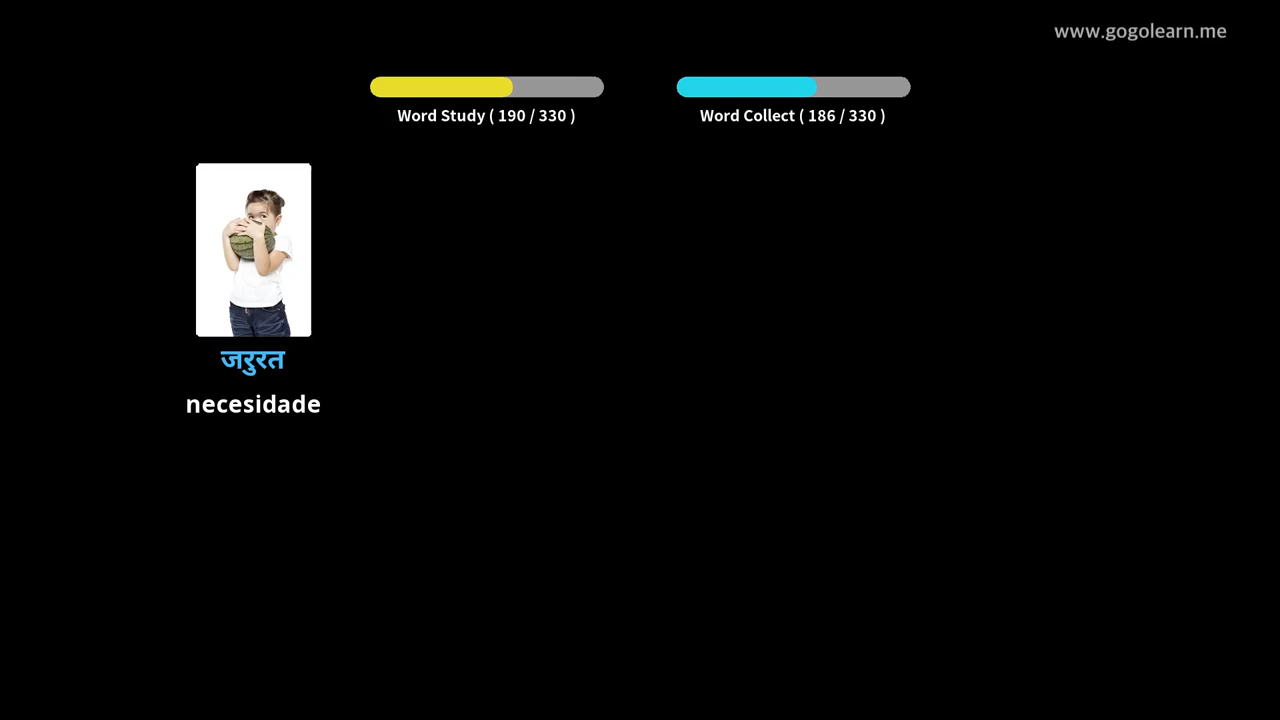 www.gogolearn.me
Word Study ( 190 / 330 )
Word Collect ( 186 / 330 )
जरुरत
necesidade